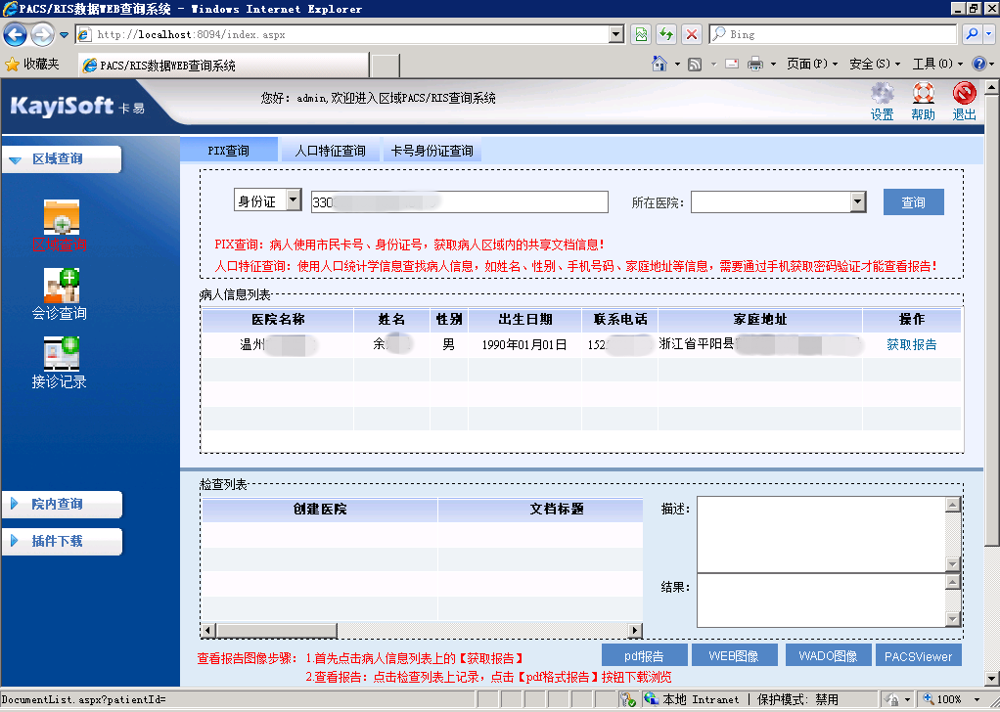 PACS/RIS数据WEB查询系统 - Windows Internet Explorer
http://localhost:8094/index.aspx
Bing
收藏夹 PACS/RIS数据WEB查询系统 页面(P) 安全(S) 工具(O)
KayiSoft 卡易 您好: admin,欢迎进入区域PACS/RIS查询系统
设置 帮助 退出
区域查询
会诊查询
接诊记录
院内查询
插件下载
PIX查询 人口特征查询 卡号身份证查询
身份证 330 所在医院: 查询
PIX查询: 病人使用市民卡号、身份证号, 获取病人区域内的共享文档信息!
人口特征查询: 使用人口统计学信息查找病人信息, 如姓名、性别、手机号码、家庭地址等信息, 需要通过手机获取密码验证才能查看报告!
病人信息列表
医院名称 姓名 性别 出生日期 联系电话 家庭地址 操作
温州 余 男 1990年01月01日 152 浙江省平阳县 获取报告
检查列表
创建医院 文档标题
描述:
结果:
查看报告图像步骤: 1.首先点击病人信息列表上的【获取报告】
2.查看报告: 点击检查列表上记录, 点击【pdf格式报告】按钮下载浏览
pdf报告 WEB图像 WADO图像 PACSViewer
DocumentList.aspx?patientId= 本地 Intranet | 保护模式: 禁用 100%